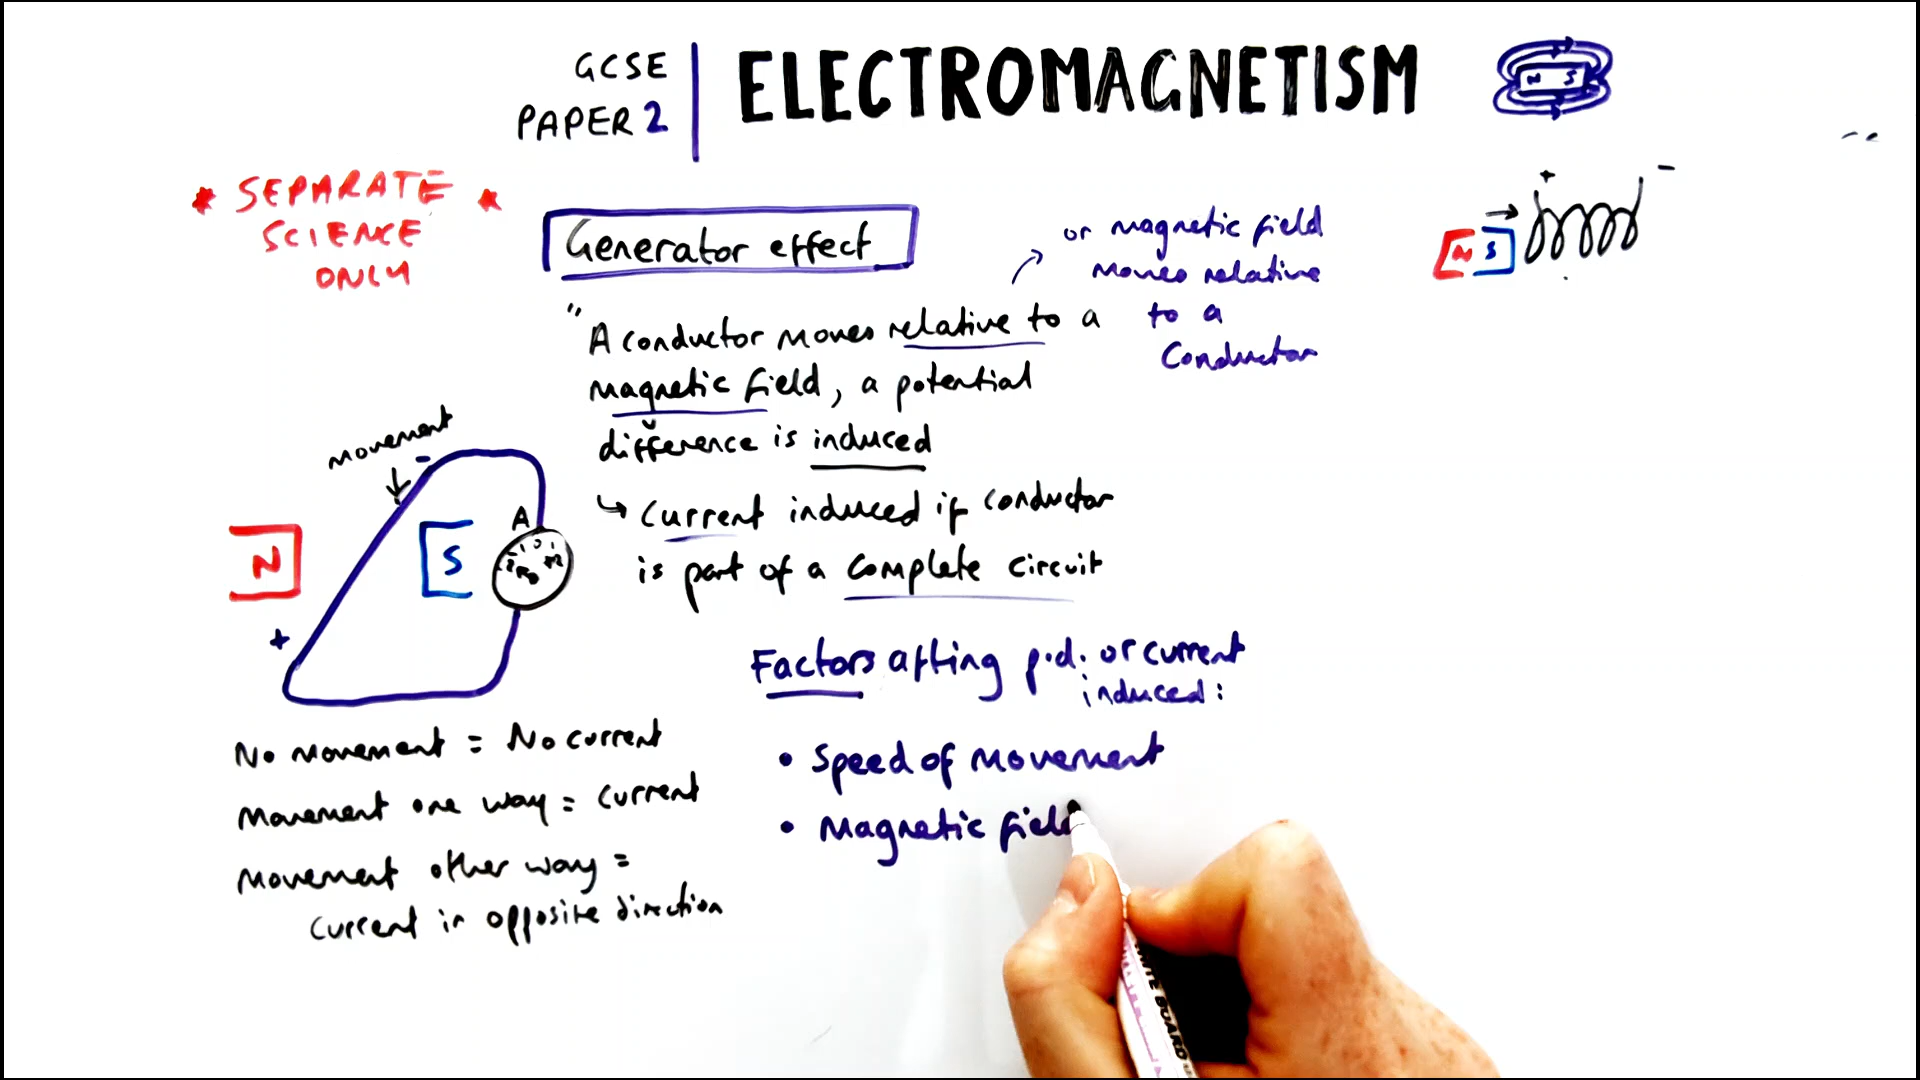 GCSE
PAPER 2
ELECTROMAGNETISM
N S
* SEPARATE *
SCIENCE
ONLY
Generator effect
or magnetic field
moves relative
to a
conductor
+ -
N S
"A conductor moves relative to a
magnetic field, a potential
difference is induced
↳ Current induced if conductor
is part of a complete circuit
movement
-
A
N
S
+
No movement = No current
Movement one way = current
Movement other way =
current in opposite direction
Factors affting p.d. or current
induced:
• Speed of movement
• Magnetic field
WHITE BOARD